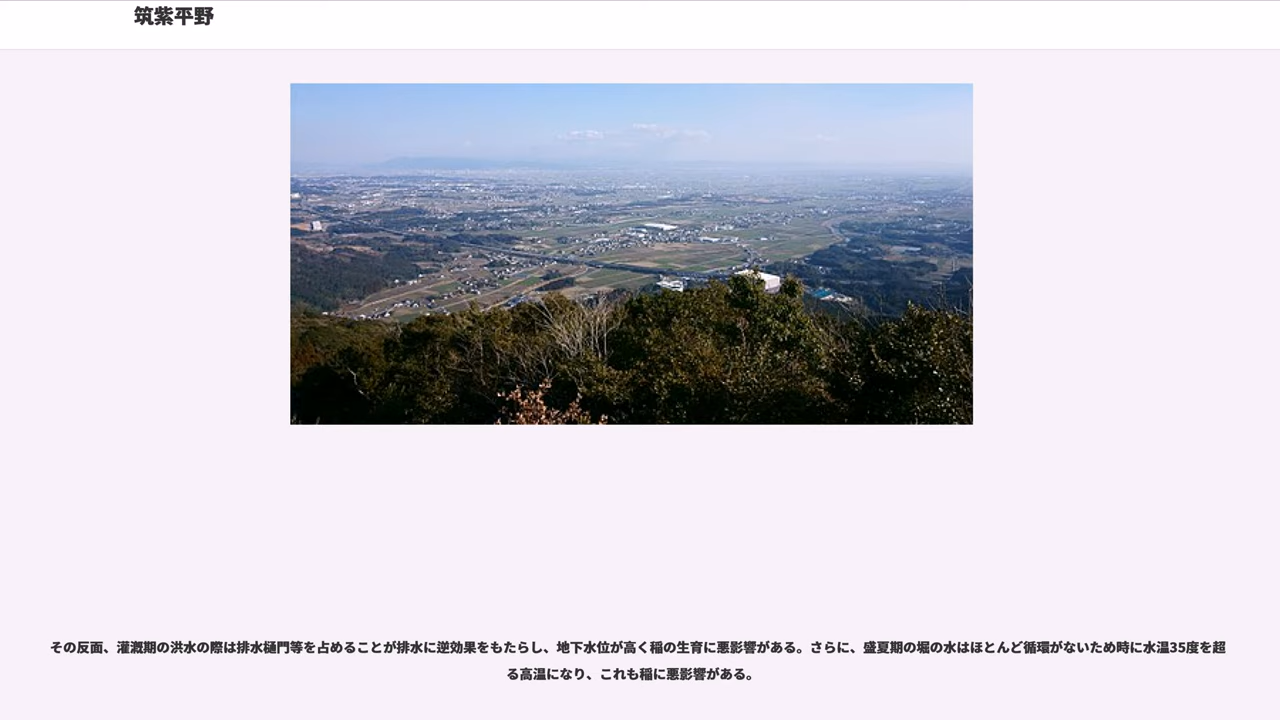 筑紫平野
その反面、灌漑期の洪水の際は排水樋門等を占めることが排水に逆効果をもたらし、地下水位が高く稲の生育に悪影響がある。さらに、盛夏期の堀の水はほとんど循環がないため時に水温35度を超
る高温になり、これも稲に悪影響がある。